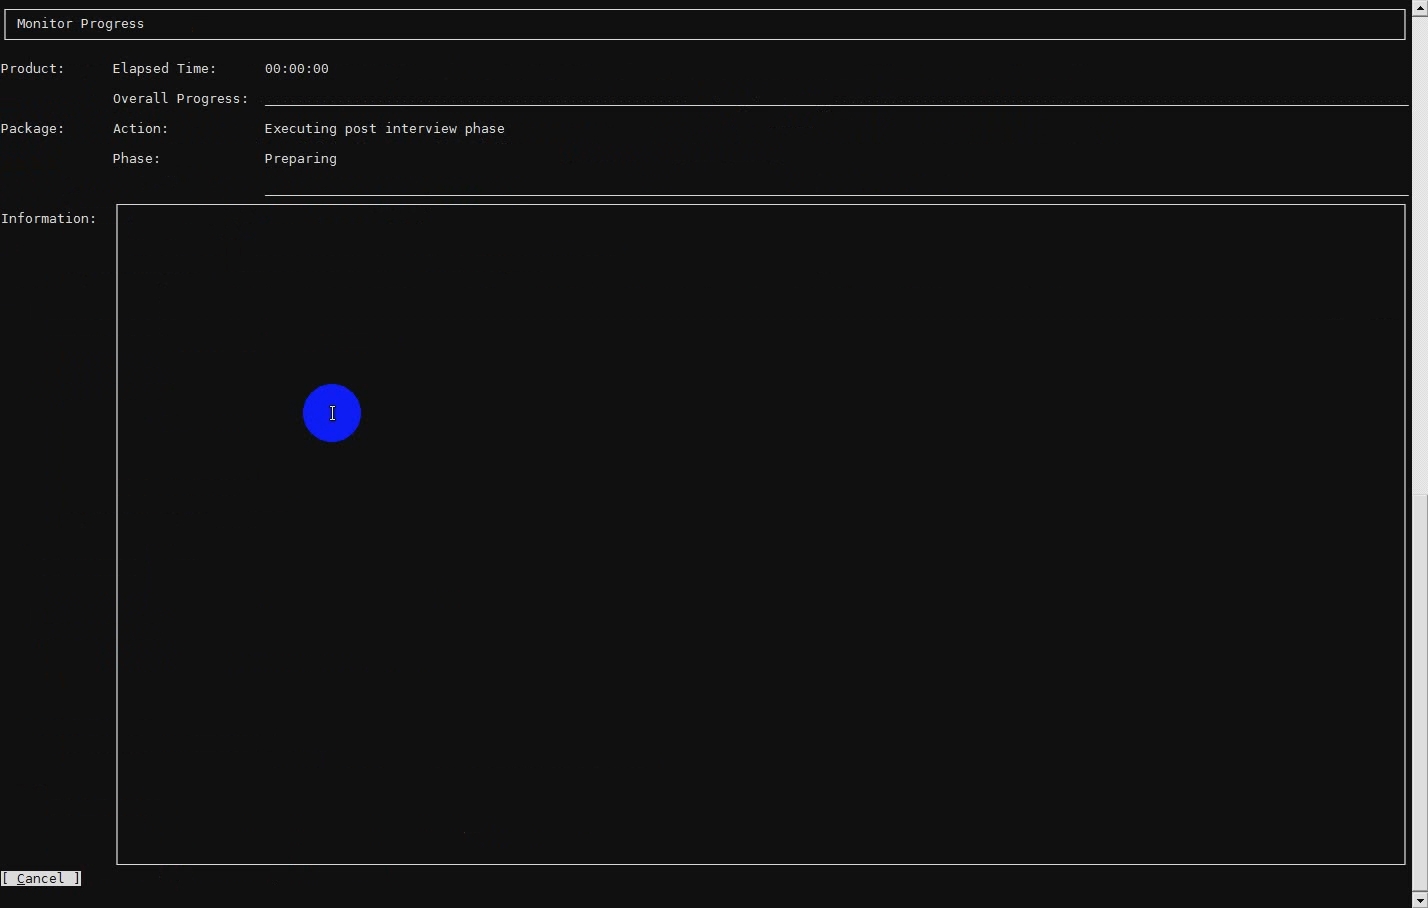 Monitor Progress
Product: Elapsed Time: 00:00:00
Overall Progress:
Package: Action: Executing post interview phase
Phase: Preparing
Information:
[ Cancel ]